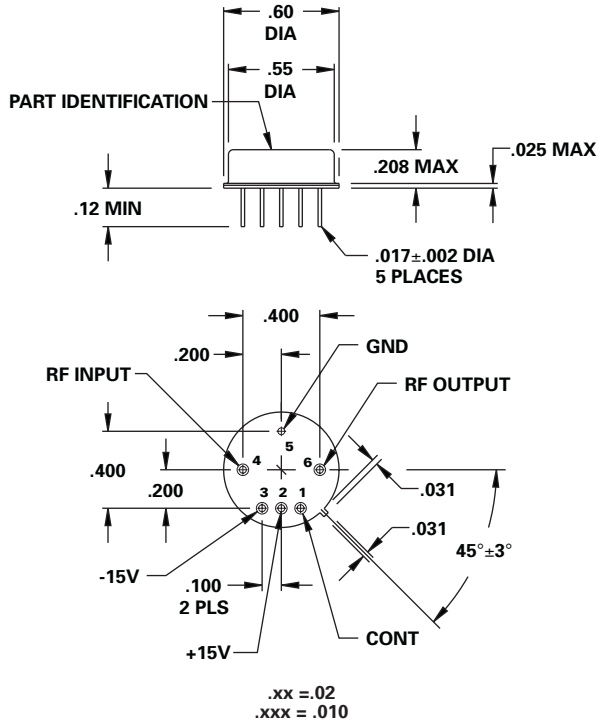 .60
DIA
.55
DIA
PART IDENTIFICATION
.025 MAX
.208 MAX
.12 MIN
.017±.002 DIA
5 PLACES
.400
.200
GND
RF INPUT
RF OUTPUT
5
4
6
.400
.200
.031
3 2 1
.031
45°±3°
-15V
.100
2 PLS
CONT
+15V
.xx =.02
.xxx = .010